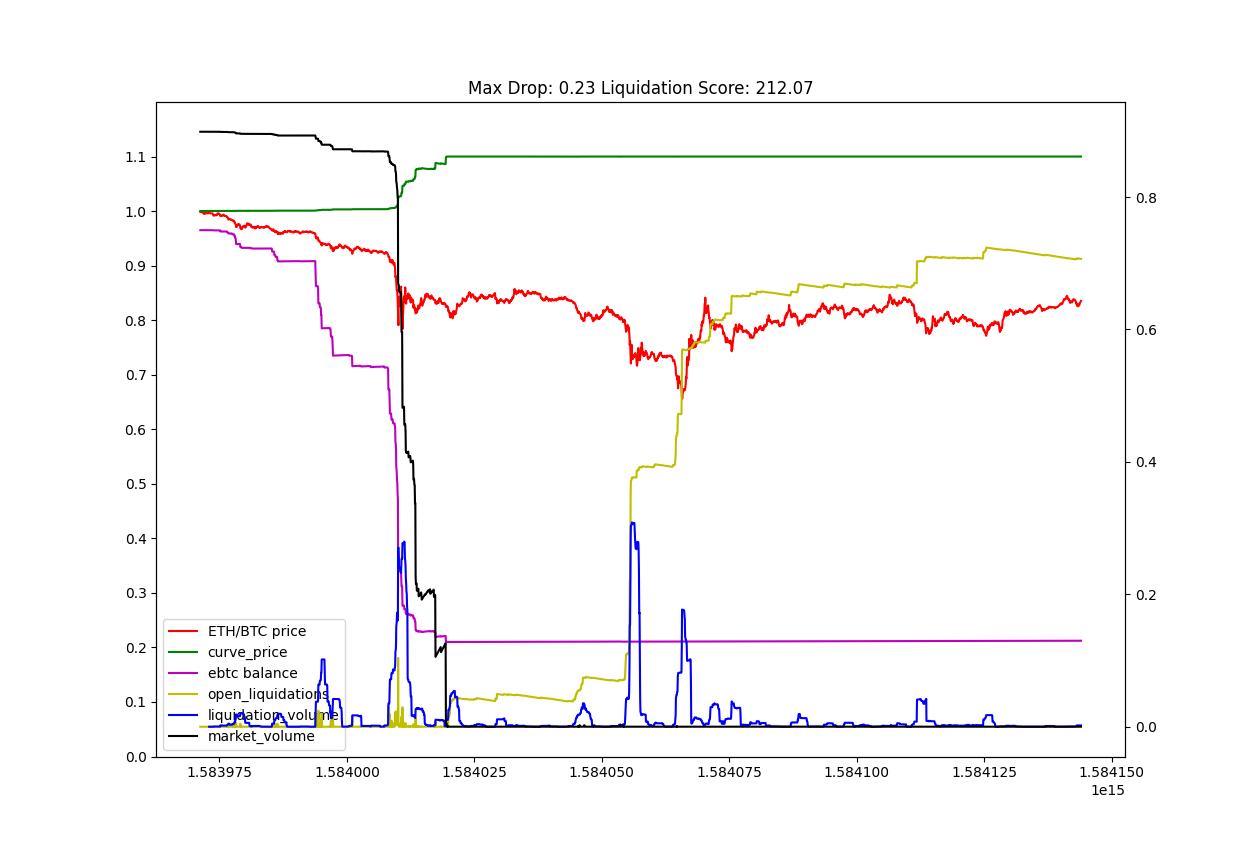 Max Drop: 0.23 Liquidation Score: 212.07
1.1
1.0
0.9
0.8
0.7
0.6
0.5
0.4
0.3
0.2
0.1
0.0
0.8
0.6
0.4
0.2
0.0
ETH/BTC price
curve_price
ebtc balance
open_liquidations
liquidation_volume
market_volume
1.583975 1.584000 1.584025 1.584050 1.584075 1.584100 1.584125 1.584150
1e15